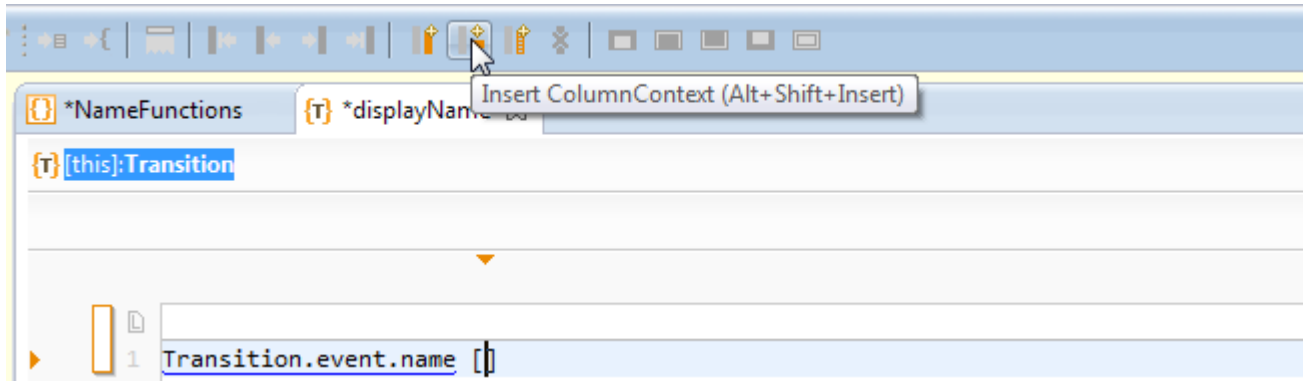 Insert ColumnContext (Alt+Shift+Insert)
{} *NameFunctions
{T} *displayName
{T} [this]:Transition
L
1 Transition.event.name []